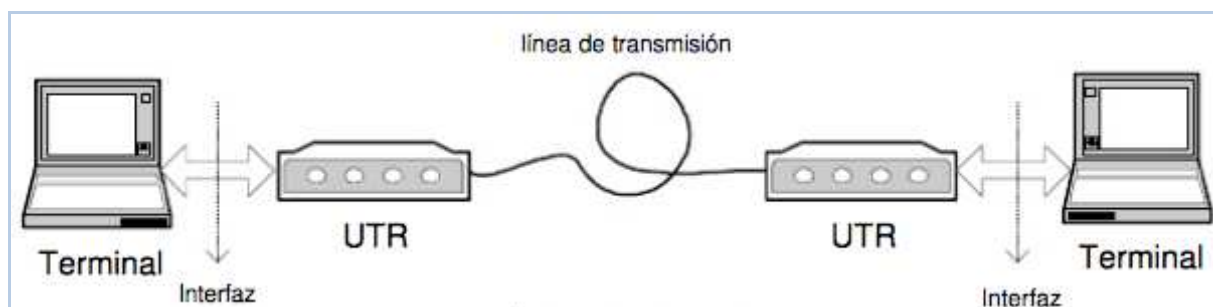 línea de transmisión
UTR
UTR
Terminal
Terminal
Interfaz
Interfaz